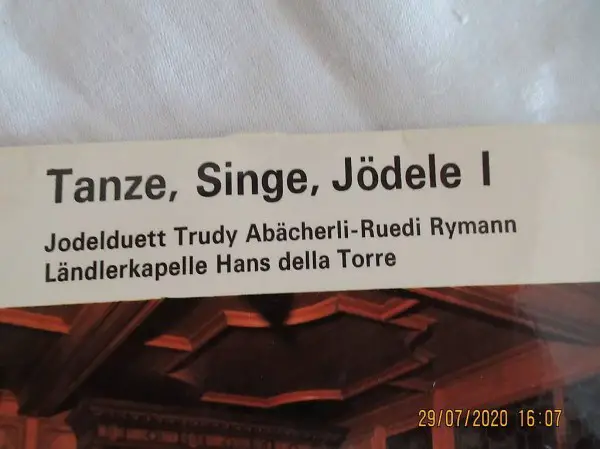 Tanze, Singe, Jödele I
Jodelduett Trudy Abächerli-Ruedi Rymann
Ländlerkapelle Hans della Torre
29/07/2020 16:07